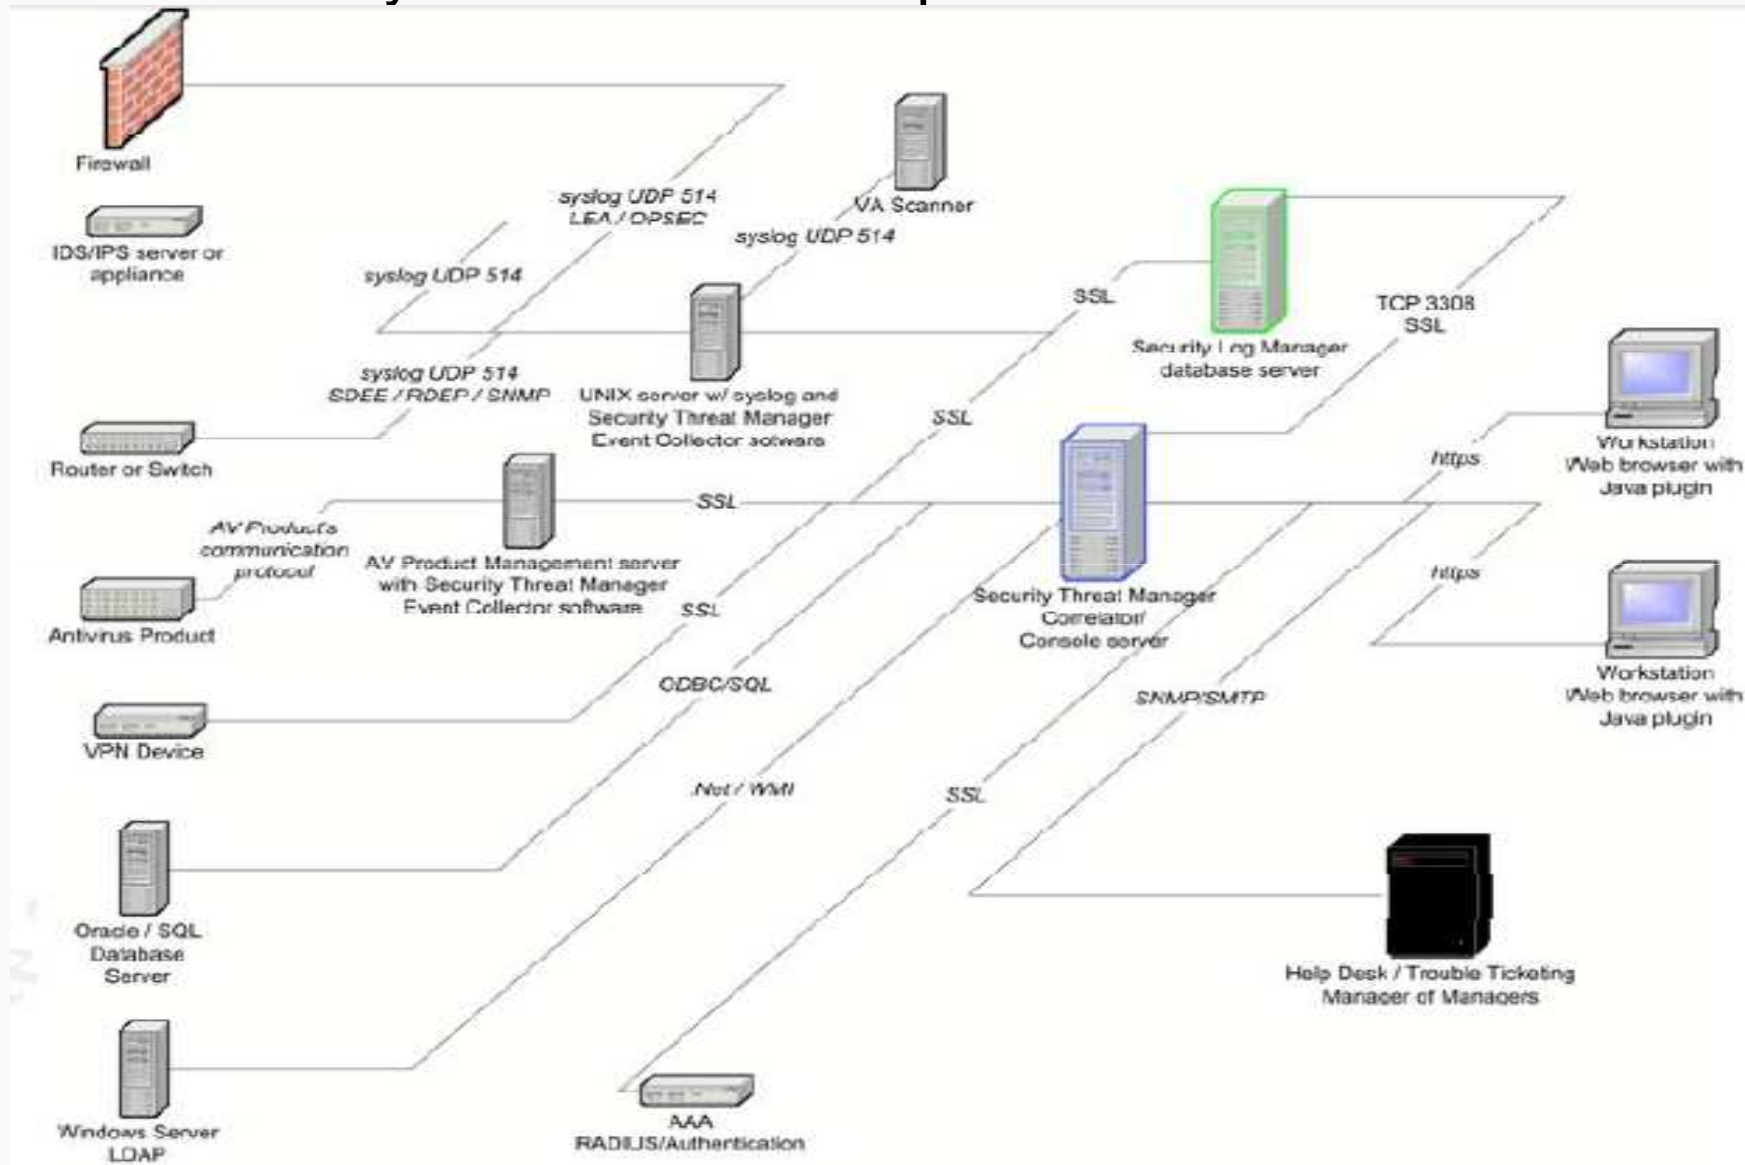 Firewall
syslog UDP 514
LEA / OPSEC
VA Scanner
syslog UDP 514
IDS/IPS server or
appliance
syslog UDP 514
SSL
TCP 3308
SSL
Security Log Manager
database server
syslog UDP 514
SDEE / RDEP / SNMP
UNIX server w/ syslog and
Security Threat Manager
Event Collector sotware
SSL
Router or Switch
https
Workstation
Web browser with
Java plugin
SSL
AV Product's
communication
protocol
AV Product Management server
with Security Threat Manager
Event Collector software
Antivirus Product
SSL
Security Threat Manager
Correlator/
Console server
https
Workstation
Web browser with
Java plugin
ODBC/SQL
SNMP/SMTP
VPN Device
.Net / WMI
SSL
Oracle / SQL
Database
Server
Help Desk / Trouble Ticketing
Manager of Managers
Windows Server
LDAP
AAA
RADIUS/Authentication